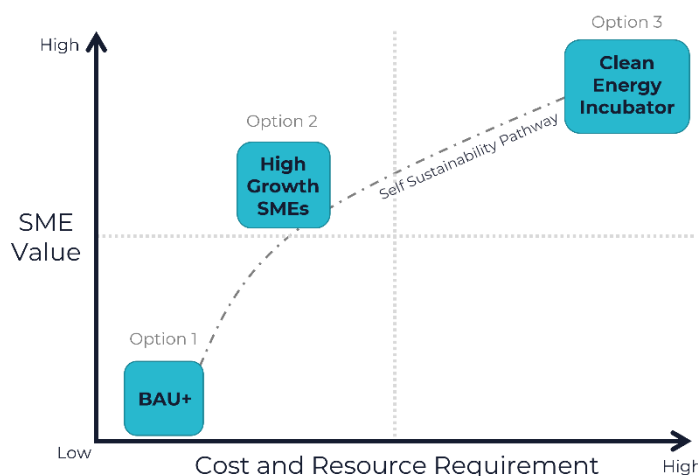 High
Option 3
Clean
Energy
Incubator
Option 2
High
Growth
SMEs
Self Sustainability Pathway
SME
Value
Option 1
BAU+
Low
Cost and Resource Requirement
High